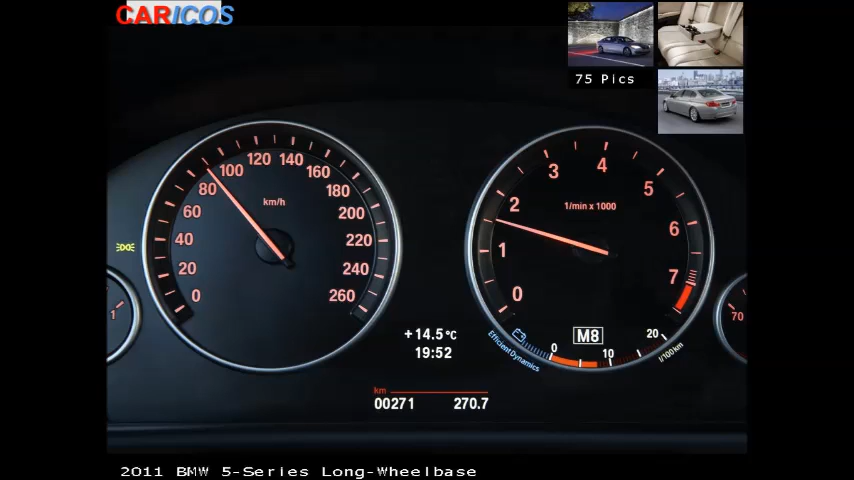 CARICOS
75 Pics
0 20 40 60 80 100 120 140 160 180 200 220 240 260
km/h
0 1 2 3 4 5 6 7
1/min x 1000
1
70
+14.5°C
19:52
M8
EfficientDynamics
0 10 20
l/100km
km
00271 270.7
2011 BMW 5-Series Long-Wheelbase